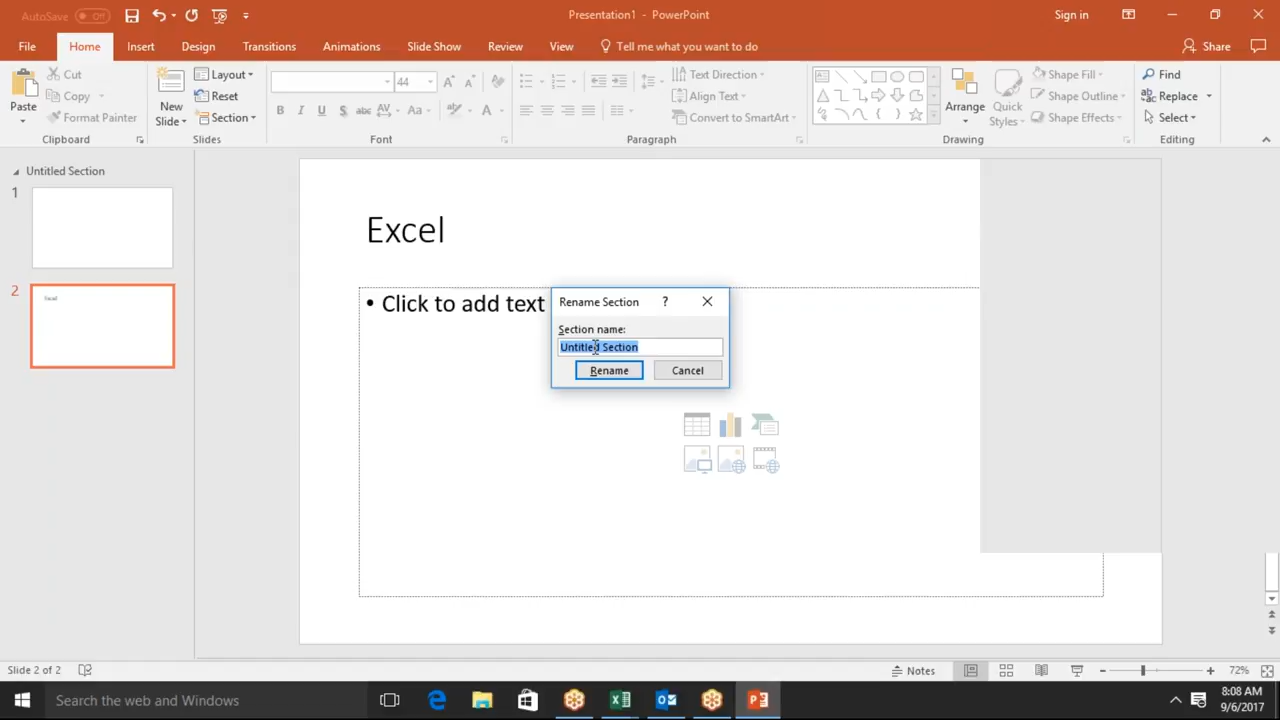 AutoSave Off
Presentation1 - PowerPoint
Sign in
File Home Insert Design Transitions Animations Slide Show Review View Tell me what you want to do Share
Paste
Cut
Copy
Format Painter
Clipboard
New
Slide
Layout
Reset
Section
Slides
44
B I U S abc AV Aa A
Font
Text Direction
Align Text
Convert to SmartArt
Paragraph
Arrange
Quick
Styles
Shape Fill
Shape Outline
Shape Effects
Drawing
Find
Replace
Select
Editing
Untitled Section
1
2
Excel
Excel
• Click to add text
Rename Section ?
Section name:
Untitled Section
Rename Cancel
Slide 2 of 2
Notes
72%
Search the web and Windows
8:08 AM
9/6/2017